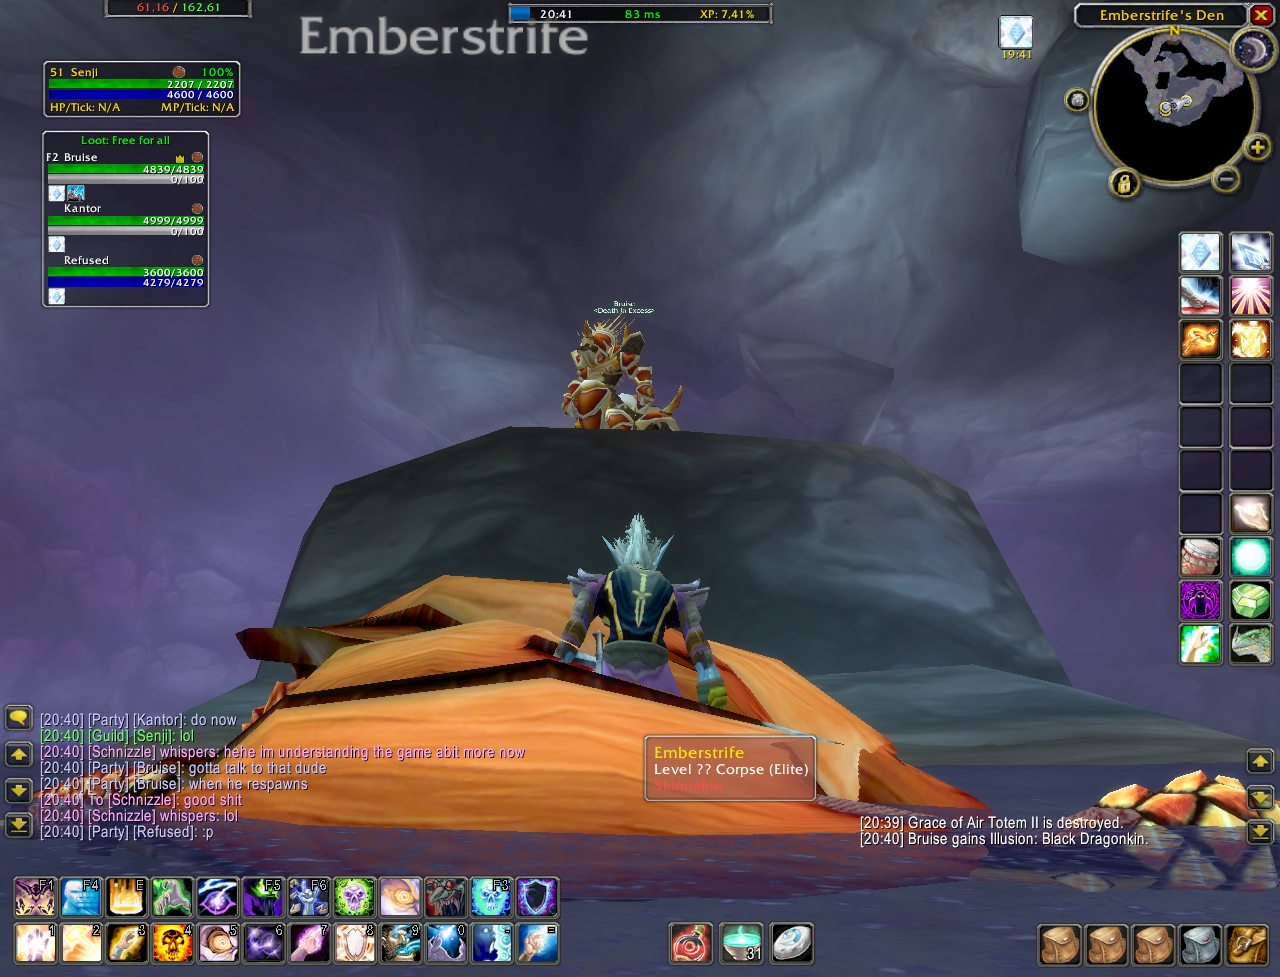 61,16 / 162,61
20:41 83 ms XP: 7,41%
Emberstrife's Den
Emberstrife
N
19:41
51 Senji 100%
2207 / 2207
4600 / 4600
HP/Tick: N/A MP/Tick: N/A
Loot: Free for all
F2 Bruise
4839/4839
0/100
Kantor
4999/4999
0/100
Refused
3600/3600
4279/4279
Bruise
<Death In Excess>
[20:40] [Party] [Kantor]: do now
[20:40] [Guild] [Senji]: lol
[20:40] [Schnizzle] whispers: hehe im understanding the game abit more now
[20:40] [Party] [Bruise]: gotta talk to that dude
[20:40] [Party] [Bruise]: when he respawns
[20:40] To [Schnizzle]: good shit
[20:40] [Schnizzle] whispers: lol
[20:40] [Party] [Refused]: :p
Emberstrife
Level ?? Corpse (Elite)
Skinnable
[20:39] Grace of Air Totem II is destroyed.
[20:40] Bruise gains Illusion: Black Dragonkin.
F1 F4 E F5 F6 F3
1 2 3 4 5 6 7 8 9 0 - =
31